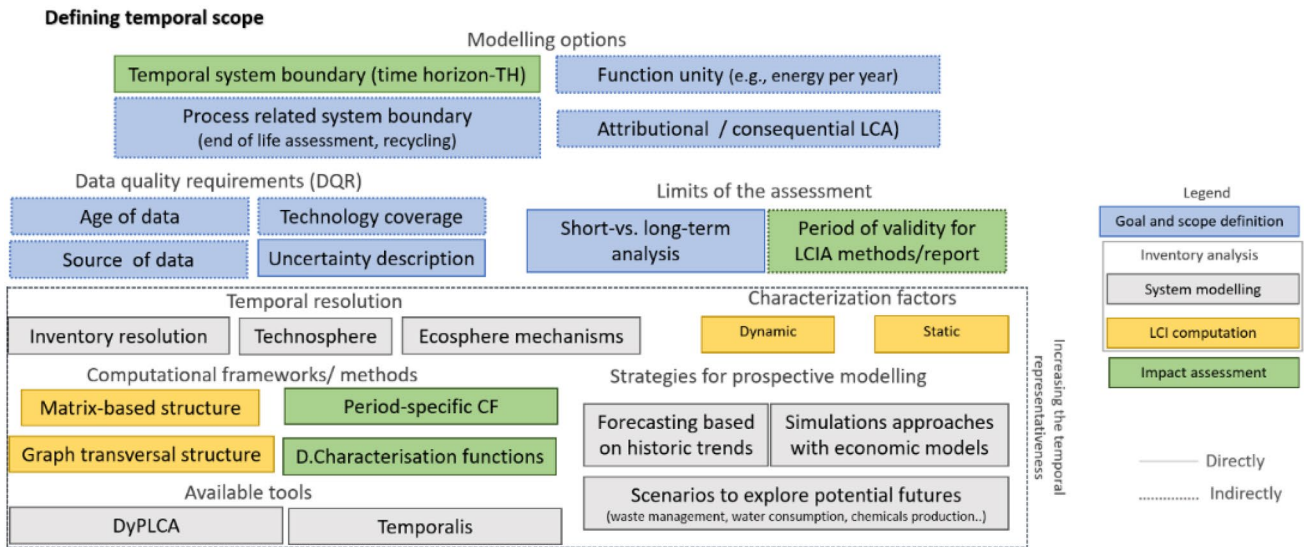 Defining temporal scope
Modelling options
Temporal system boundary (time horizon-TH)
Function unity (e.g., energy per year)
Process related system boundary
(end of life assessment, recycling)
Attributional / consequential LCA)
Data quality requirements (DQR)
Age of data
Technology coverage
Source of data
Uncertainty description
Limits of the assessment
Short-vs. long-term
analysis
Period of validity for
LCIA methods/report
Temporal resolution
Inventory resolution
Technosphere
Ecosphere mechanisms
Characterization factors
Dynamic
Static
Computational frameworks/ methods
Matrix-based structure
Period-specific CF
Graph transversal structure
D.Characterisation functions
Available tools
DyPLCA
Temporalis
Strategies for prospective modelling
Forecasting based
on historic trends
Simulations approaches
with economic models
Scenarios to explore potential futures
(waste management, water consumption, chemicals production..)
Increasing the temporal
representativeness
Legend
Goal and scope definition
Inventory analysis
System modelling
LCI computation
Impact assessment
Directly
Indirectly